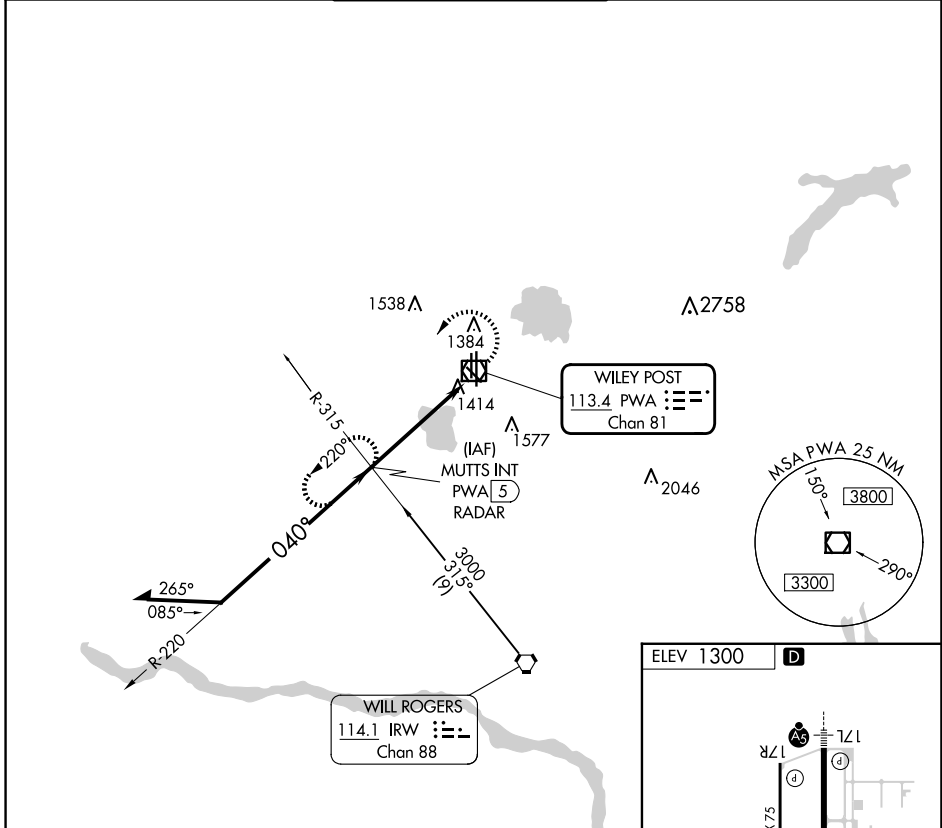 1538
2758
1384
WILEY POST
113.4 PWA
Chan 81
1414
R-315
1577
220°
(IAF)
MUTTS INT
PWA 5
RADAR
2046
MSA PWA 25 NM
150°
3800
290°
3300
040°
3000
315°
(9)
265°
085°
R-220
WILL ROGERS
114.1 IRW
Chan 88
ELEV 1300 D
A5
17L
17R
P
P
X 75